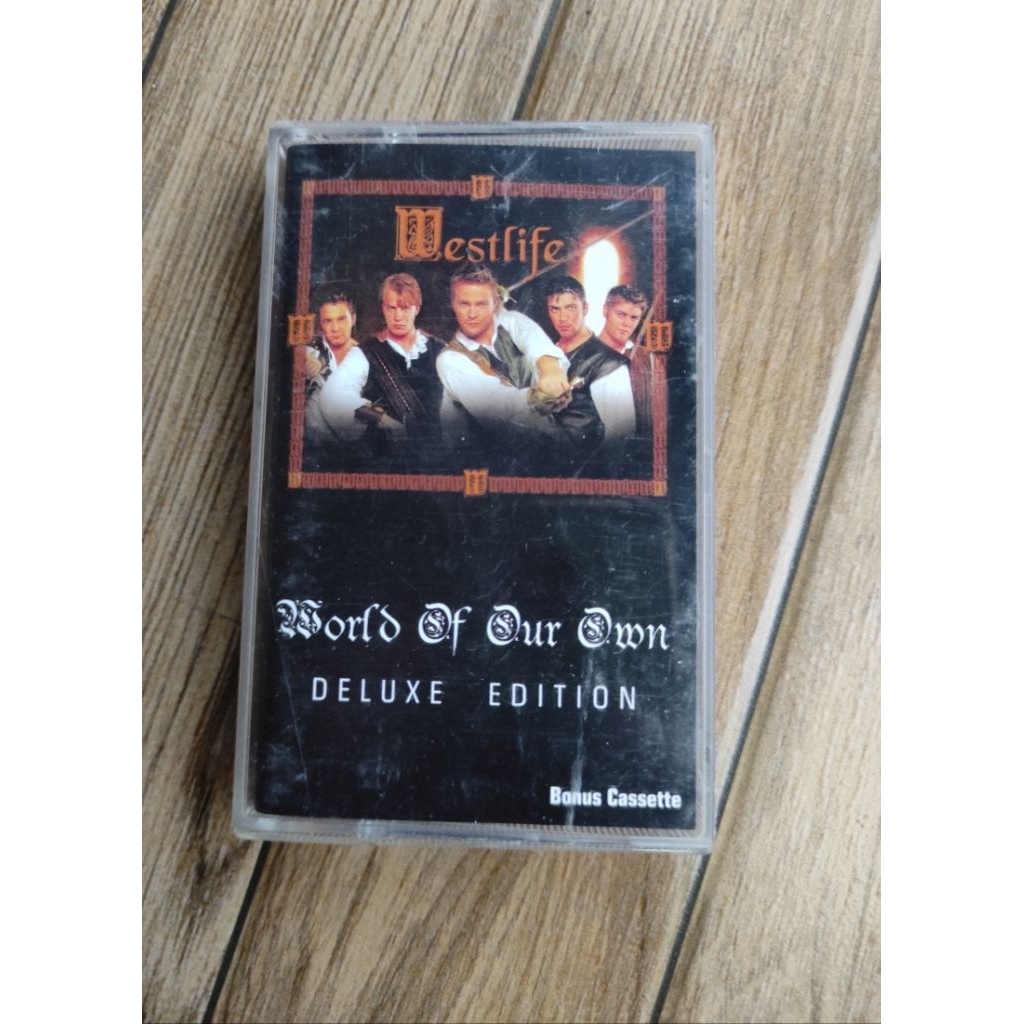 Westlife
World Of Our Own
DELUXE EDITION
Bonus Cassette